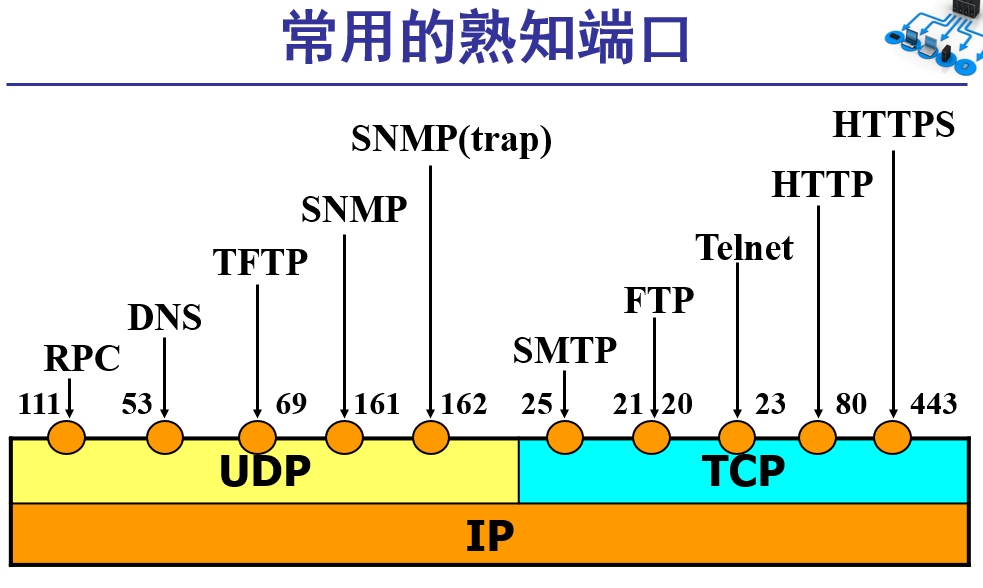 常用的熟知端口
HTTPS
SNMP(trap)
HTTP
SNMP
Telnet
TFTP
FTP
DNS
SMTP
RPC
111 53 69 161 162 25 21 20 23 80 443
UDP TCP
IP